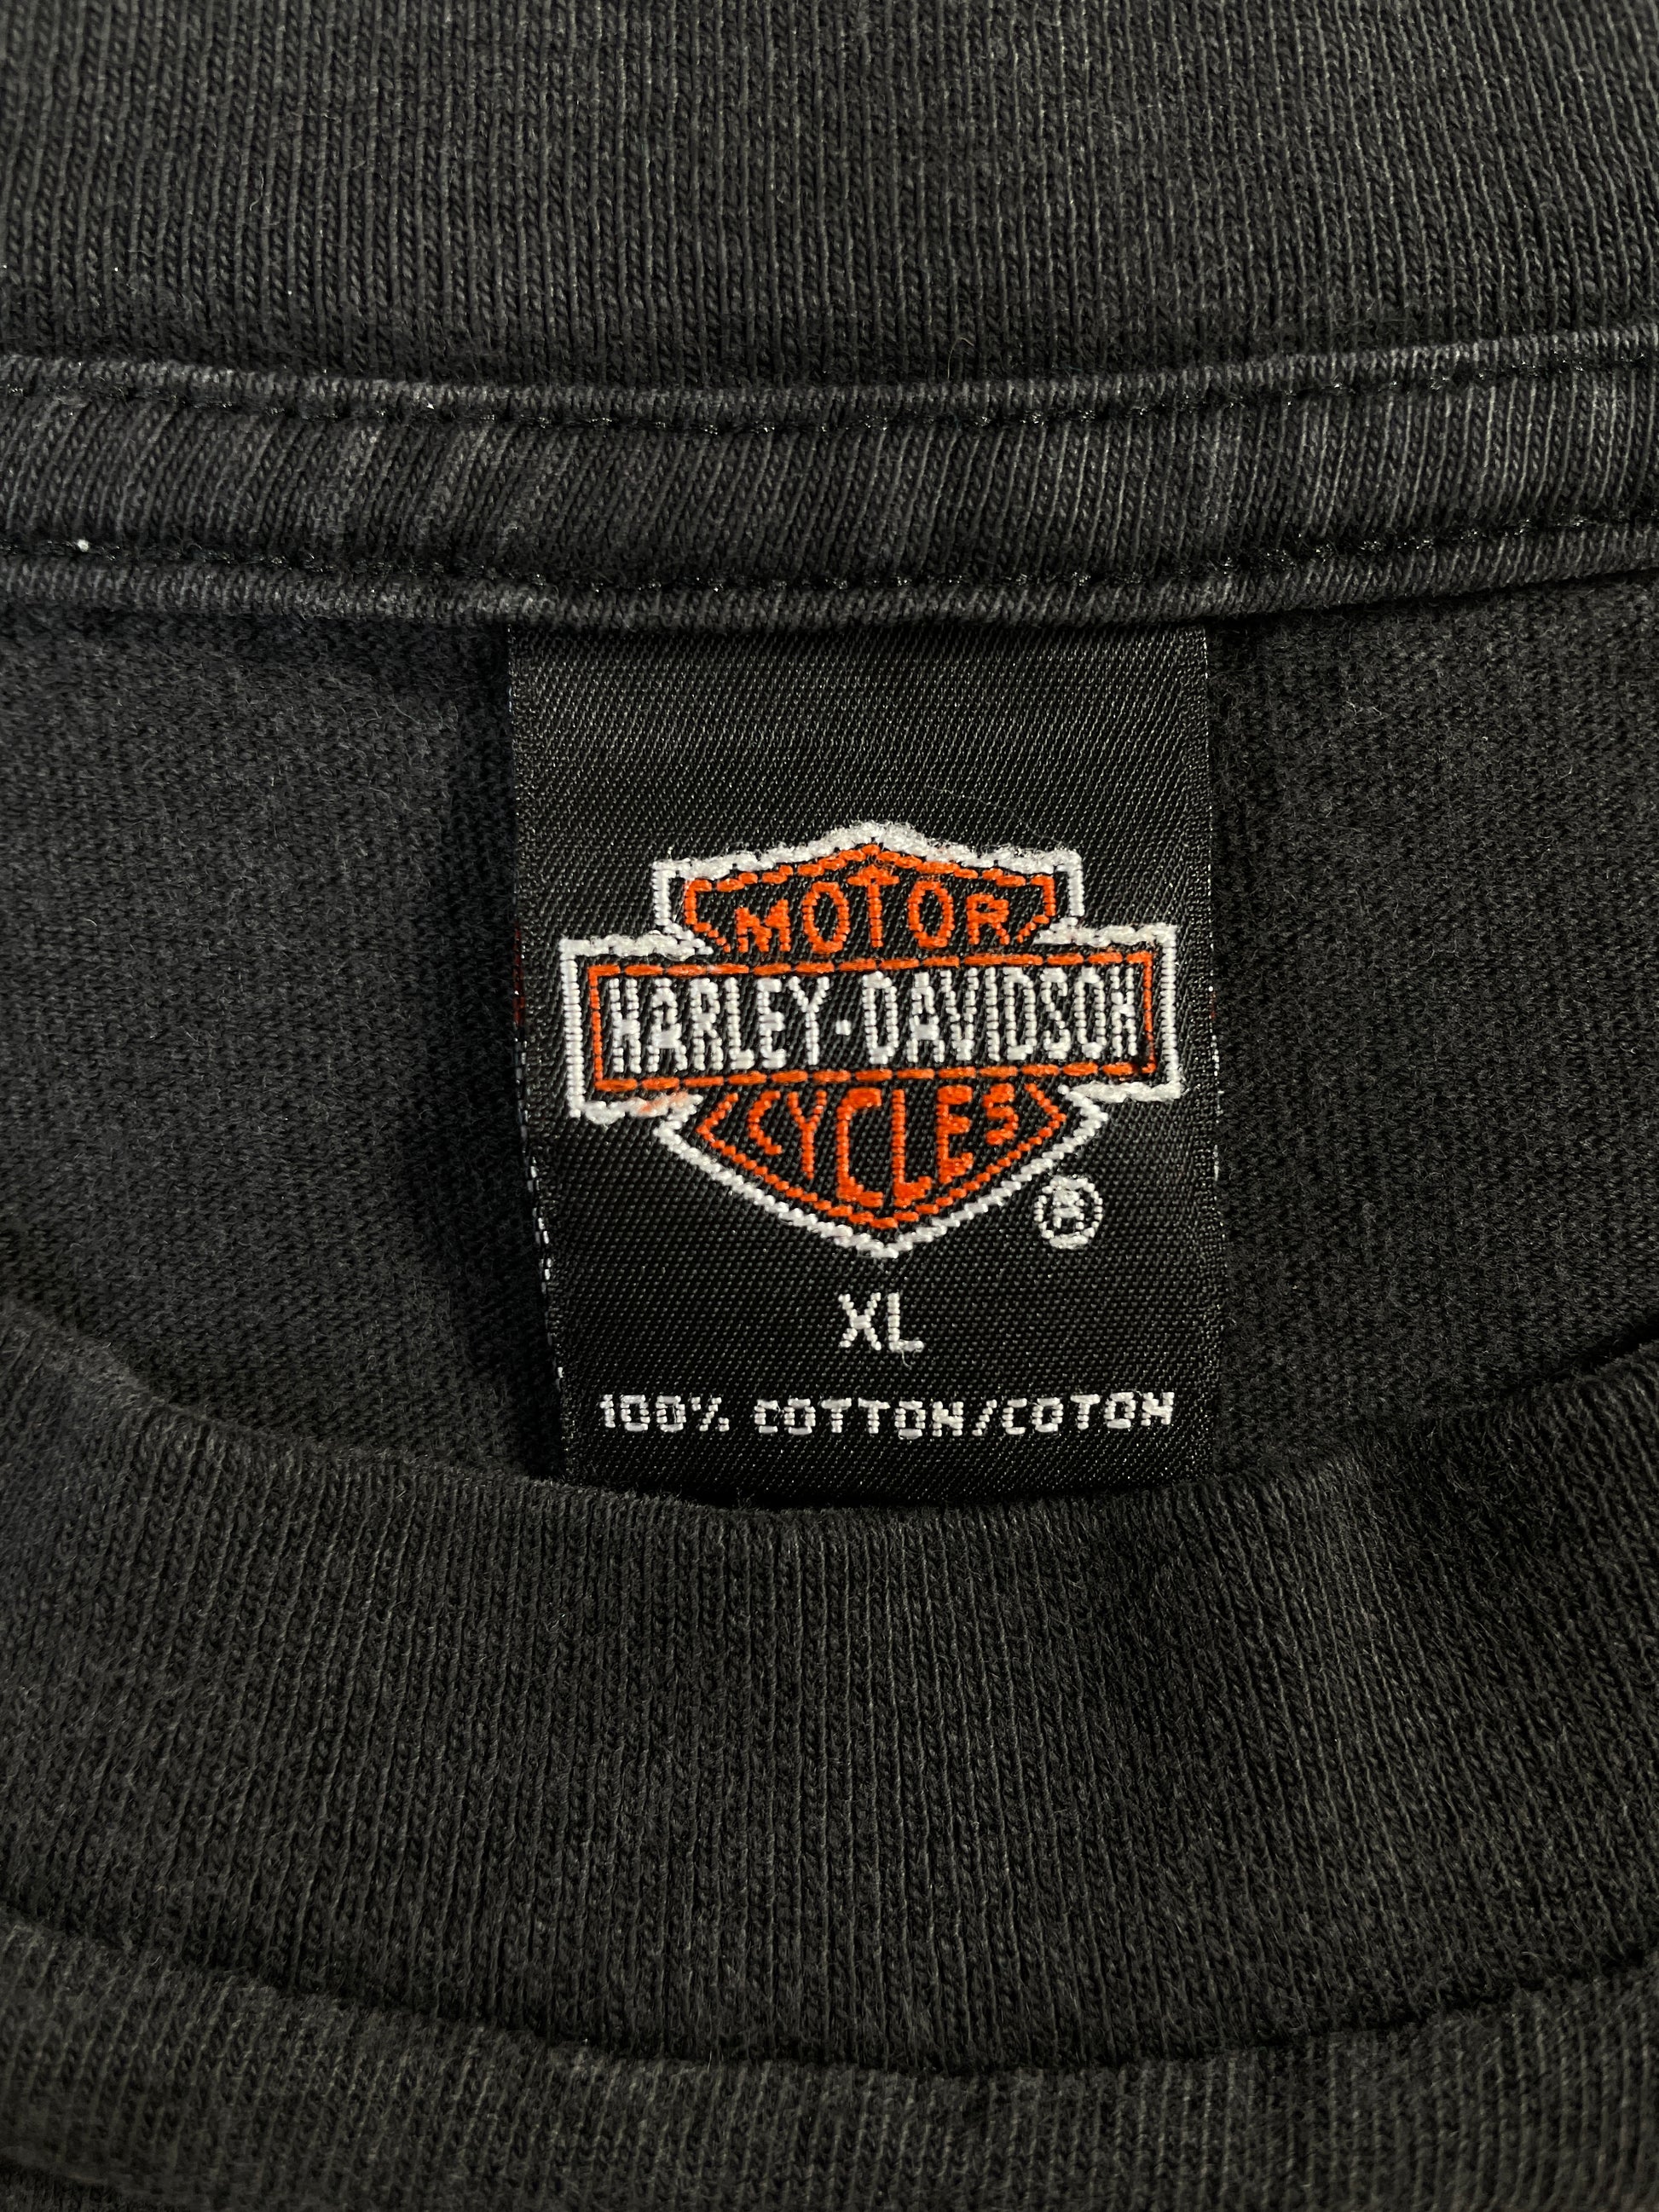 MOTOR
HARLEY-DAVIDSON
CYCLES
®
XL
100% COTTON/COTON